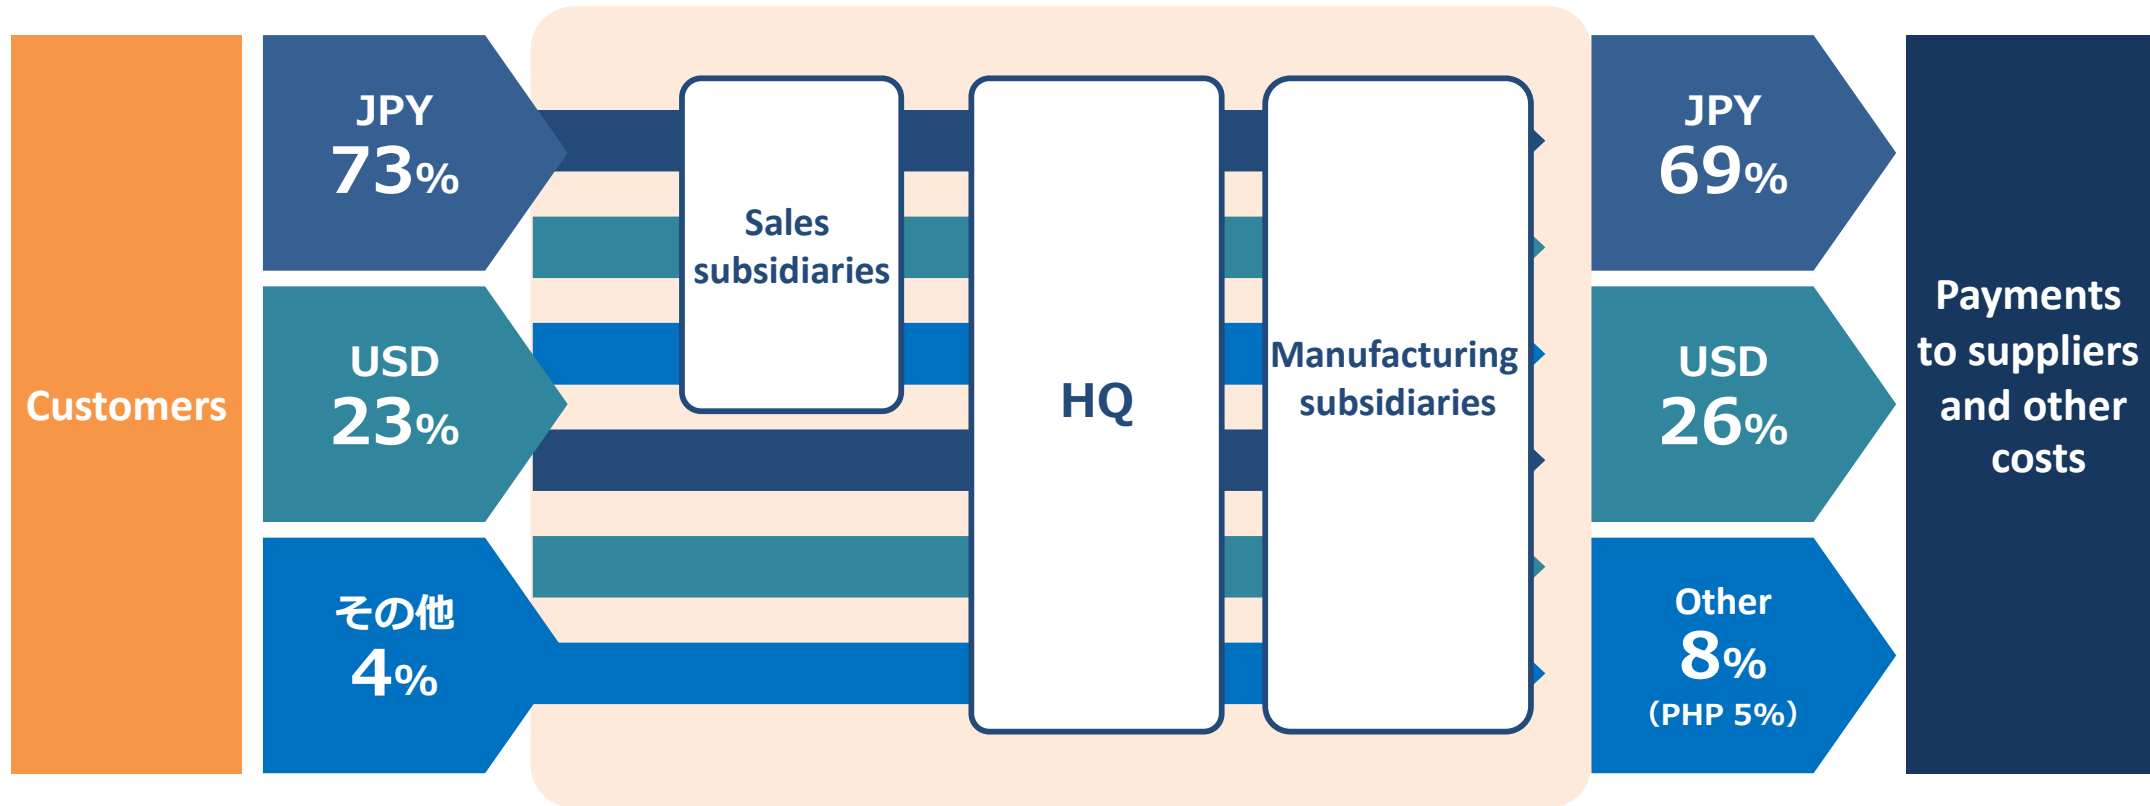 Customers
JPY
73%
USD
23%
その他
4%
Sales
subsidiaries
HQ
Manufacturing
subsidiaries
JPY
69%
USD
26%
Other
8%
(PHP 5%)
Payments
to suppliers
and other
costs